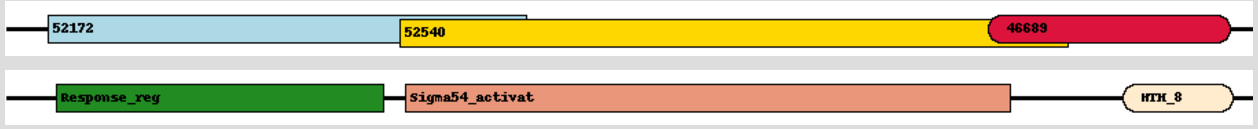 52172 52540 46689
Response_reg Sigma54_activat HTH_8